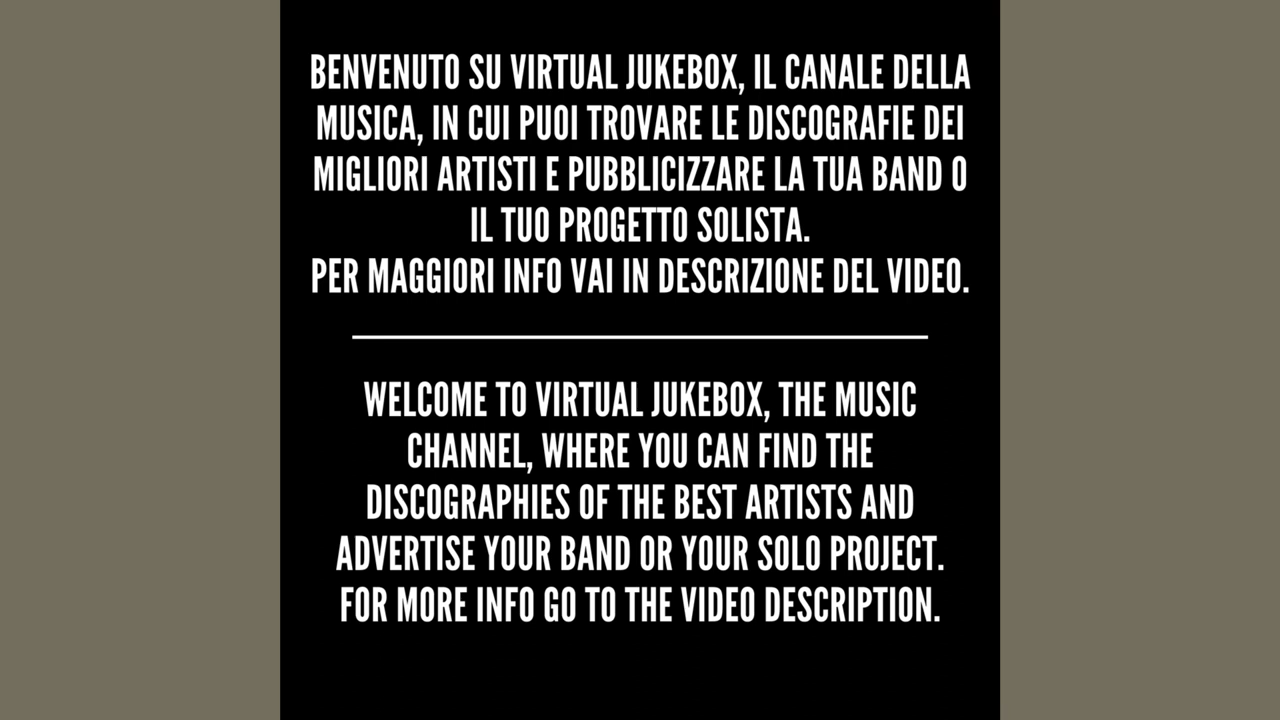 BENVENUTO SU VIRTUAL JUKEBOX, IL CANALE DELLA
MUSICA, IN CUI PUOI TROVARE LE DISCOGRAFIE DEI
MIGLIORI ARTISTI E PUBBLICIZZARE LA TUA BAND O
IL TUO PROGETTO SOLISTA.
PER MAGGIORI INFO VAI IN DESCRIZIONE DEL VIDEO.
WELCOME TO VIRTUAL JUKEBOX, THE MUSIC
CHANNEL, WHERE YOU CAN FIND THE
DISCOGRAPHIES OF THE BEST ARTISTS AND
ADVERTISE YOUR BAND OR YOUR SOLO PROJECT.
FOR MORE INFO GO TO THE VIDEO DESCRIPTION.